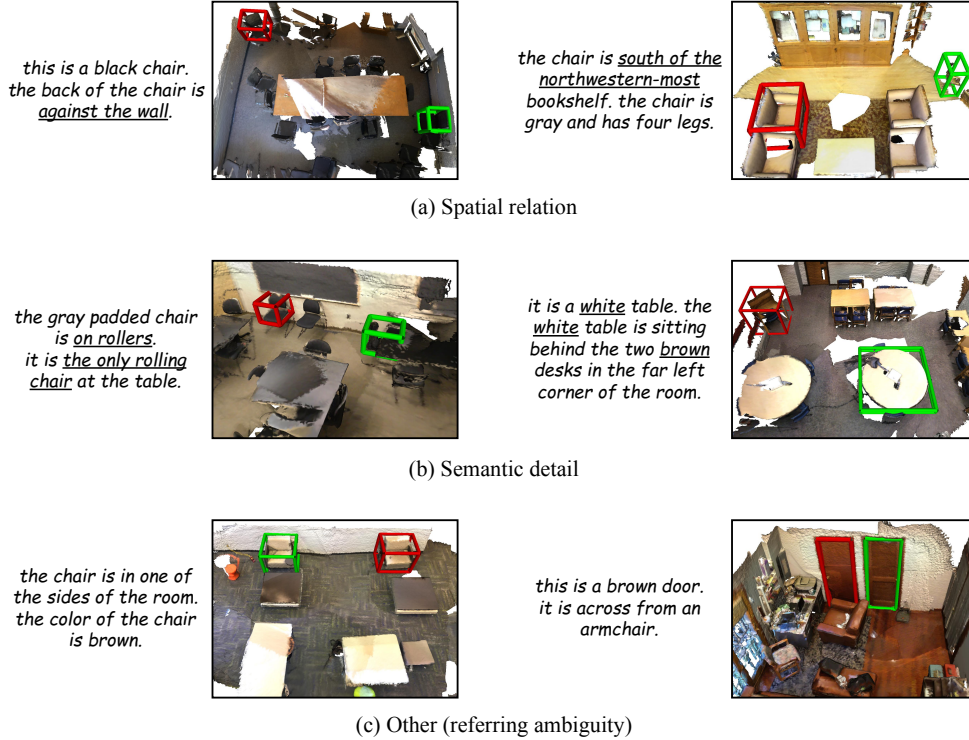 this is a black chair.
the back of the chair is
against the wall.
the chair is south of the
northwestern-most
bookshelf. the chair is
gray and has four legs.
(a) Spatial relation
the gray padded chair
is on rollers.
it is the only rolling
chair at the table.
it is a white table. the
white table is sitting
behind the two brown
desks in the far left
corner of the room.
(b) Semantic detail
the chair is in one of
the sides of the room.
the color of the chair
is brown.
this is a brown door.
it is across from an
armchair.
(c) Other (referring ambiguity)